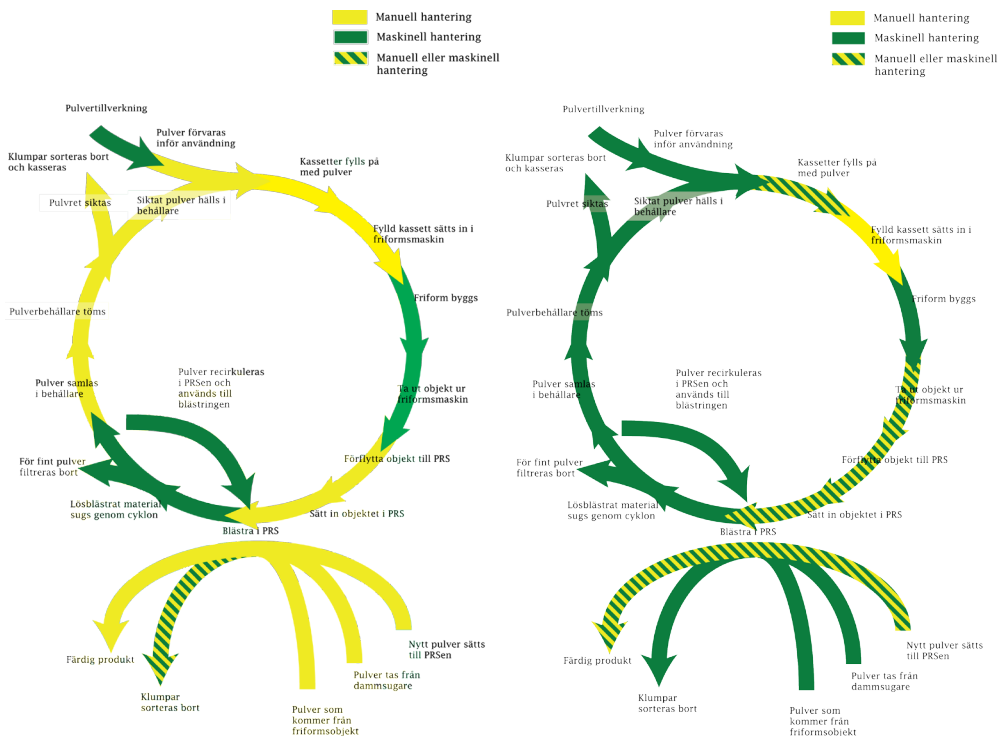 Manuell hantering
Maskinell hantering
Manuell eller maskinell
hantering
Pulvertillverkning
Pulver förvaras
inför användning
Klumpar sorteras bort
och kasseras
Kassetter fylls på
med pulver
Pulvret siktas
Siktat pulver hälls i
behållare
Fylld kassett sätts in i
friformsmaskin
Friform byggs
Pulverbehållare töms
Pulver recirkuleras
i PRSen och
används till
blästringen
Pulver samlas
i behållare
Ta ut objekt ur
friformsmaskin
Förflytta objekt till PRS
För fint pulver
filtreras bort
Lösblästrat material
sugs genom cyklon
Sätt in objektet i PRS
Blästra i PRS
Nytt pulver sätts
till PRSen
Färdig produkt
Pulver tas från
dammsugare
Klumpar
sorteras bort
Pulver som
kommer från
friformsobjekt
Manuell hantering
Maskinell hantering
Manuell eller maskinell
hantering
Pulvertillverkning
Pulver förvaras
inför användning
Klumpar sorteras bort
och kasseras
Kassetter fylls på
med pulver
Pulvret siktas
Siktat pulver hälls i
behållare
Fylld kassett sätts in i
friformsmaskin
Friform byggs
Pulverbehållare töms
Pulver recirkuleras
i PRSen och
används till
blästringen
Pulver samlas
i behållare
Ta ut objekt ur
friformsmaskin
Förflytta objekt till PRS
För fint pulver
filtreras bort
Lösblästrat material
sugs genom cyklon
Sätt in objektet i PRS
Blästra i PRS
Nytt pulver sätts
till PRSen
Färdig produkt
Pulver tas från
dammsugare
Klumpar
sorteras bort
Pulver som
kommer från
friformsobjekt